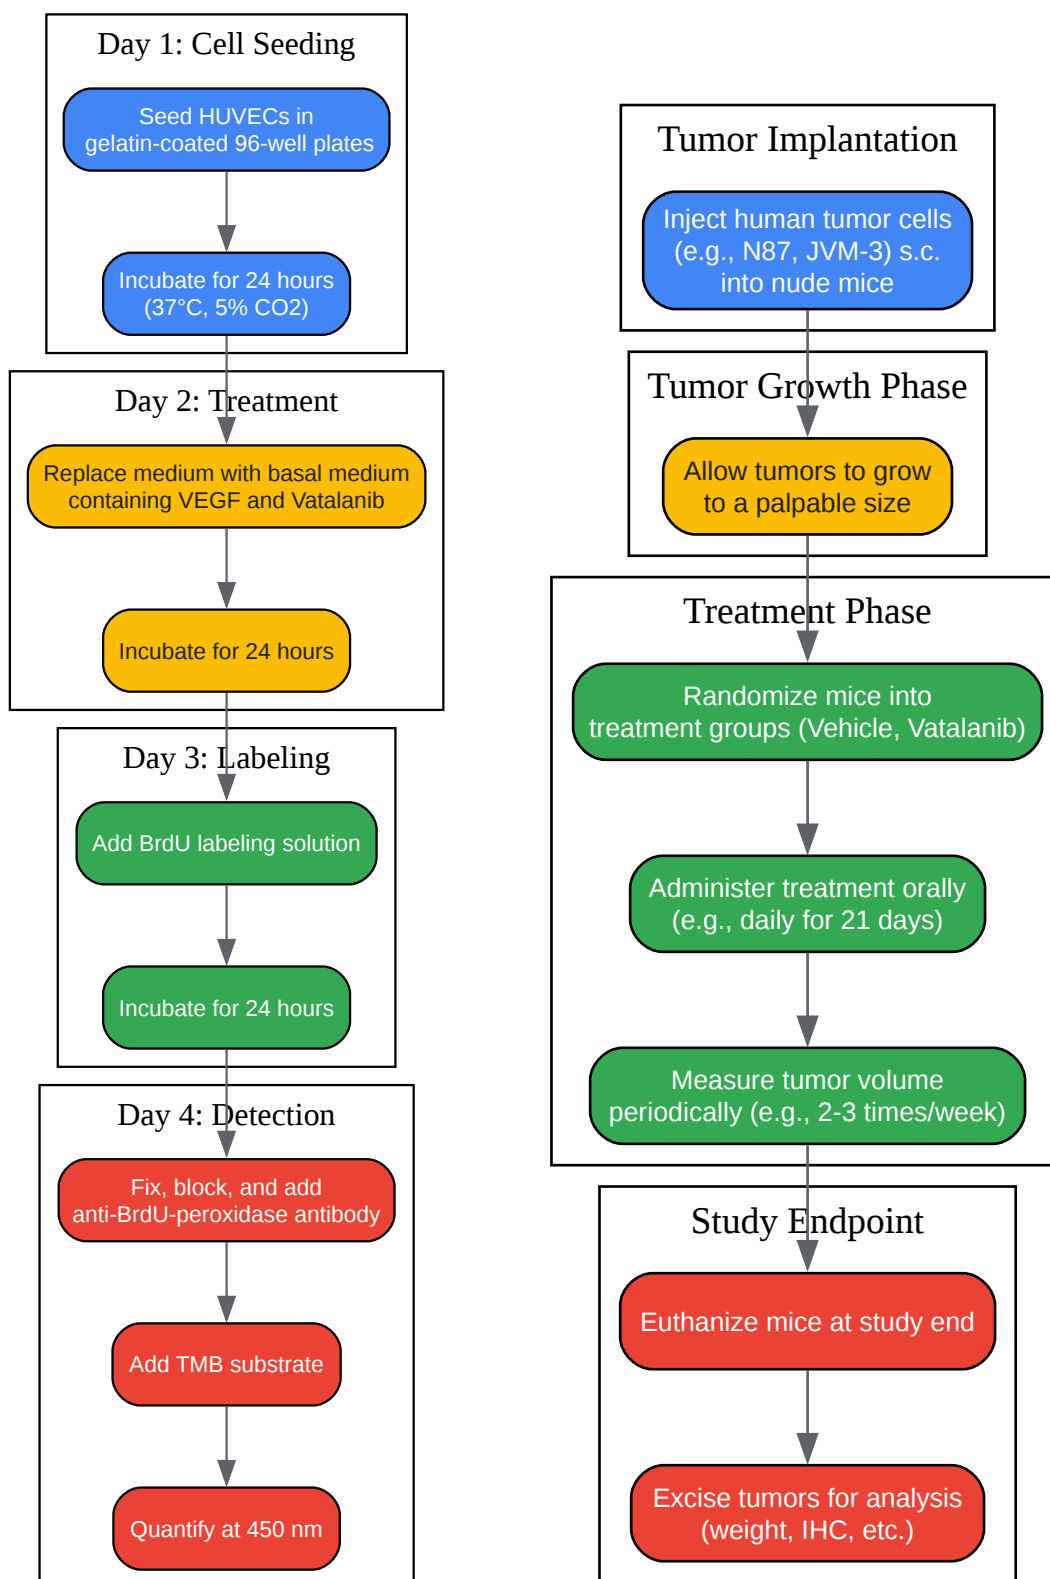 Day 1: Cell Seeding
Seed HUVECs in
gelatin-coated 96-well plates
Incubate for 24 hours
(37°C, 5% CO2)
Day 2: Treatment
Replace medium with basal medium
containing VEGF and Vatalanib
Incubate for 24 hours
Day 3: Labeling
Add BrdU labeling solution
Incubate for 24 hours
Day 4: Detection
Fix, block, and add
anti-BrdU-peroxidase antibody
Add TMB substrate
Quantify at 450 nm
Tumor Implantation
Inject human tumor cells
(e.g., N87, JVM-3) s.c.
into nude mice
Tumor Growth Phase
Allow tumors to grow
to a palpable size
Treatment Phase
Randomize mice into
treatment groups (Vehicle, Vatalanib)
Administer treatment orally
(e.g., daily for 21 days)
Measure tumor volume
periodically (e.g., 2-3 times/week)
Study Endpoint
Euthanize mice at study end
Excise tumors for analysis
(weight, IHC, etc.)